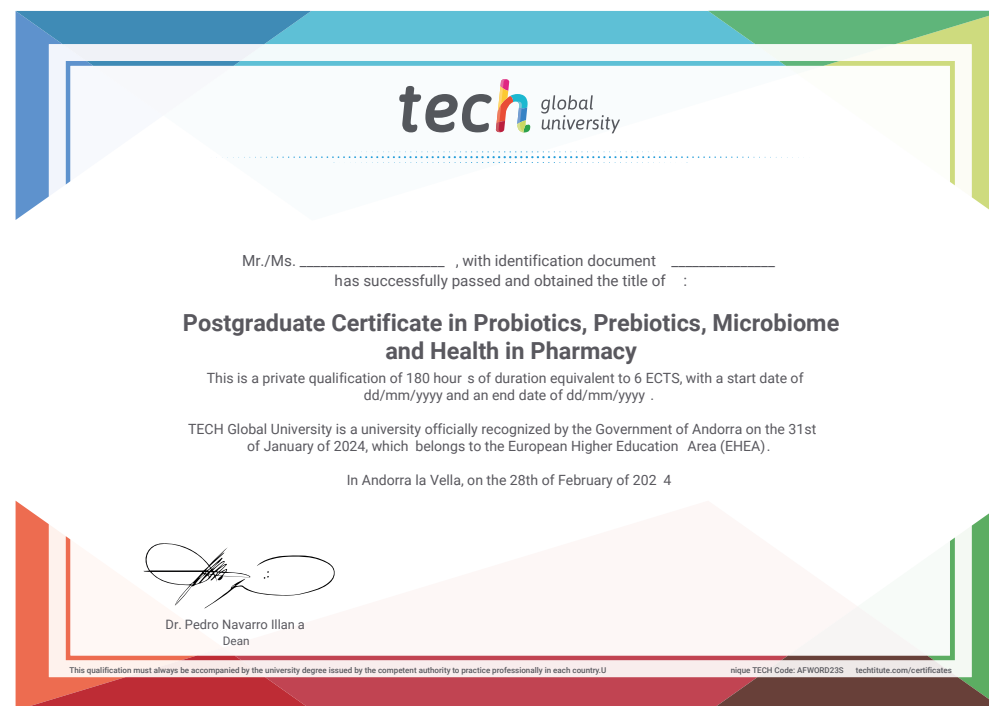 tech global university
Mr./Ms. ____________________ , with identification document ______________
has successfully passed and obtained the title of :
Postgraduate Certificate in Probiotics, Prebiotics, Microbiome
and Health in Pharmacy
This is a private qualification of 180 hour s of duration equivalent to 6 ECTS, with a start date of
dd/mm/yyyy and an end date of dd/mm/yyyy .
TECH Global University is a university officially recognized by the Government of Andorra on the 31st
of January of 2024, which belongs to the European Higher Education Area (EHEA).
In Andorra la Vella, on the 28th of February of 202 4
Dr. Pedro Navarro Illan a
Dean
This qualification must always be accompanied by the university degree issued by the competent authority to practice professionally in each country.U nique TECH Code: AFWORD23S techtitute.com/certificates